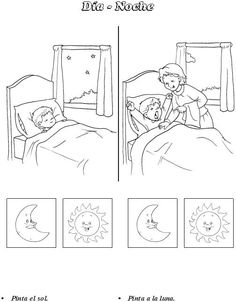 Día - Noche
• Pinta el sol.
• Pinta a la luna.